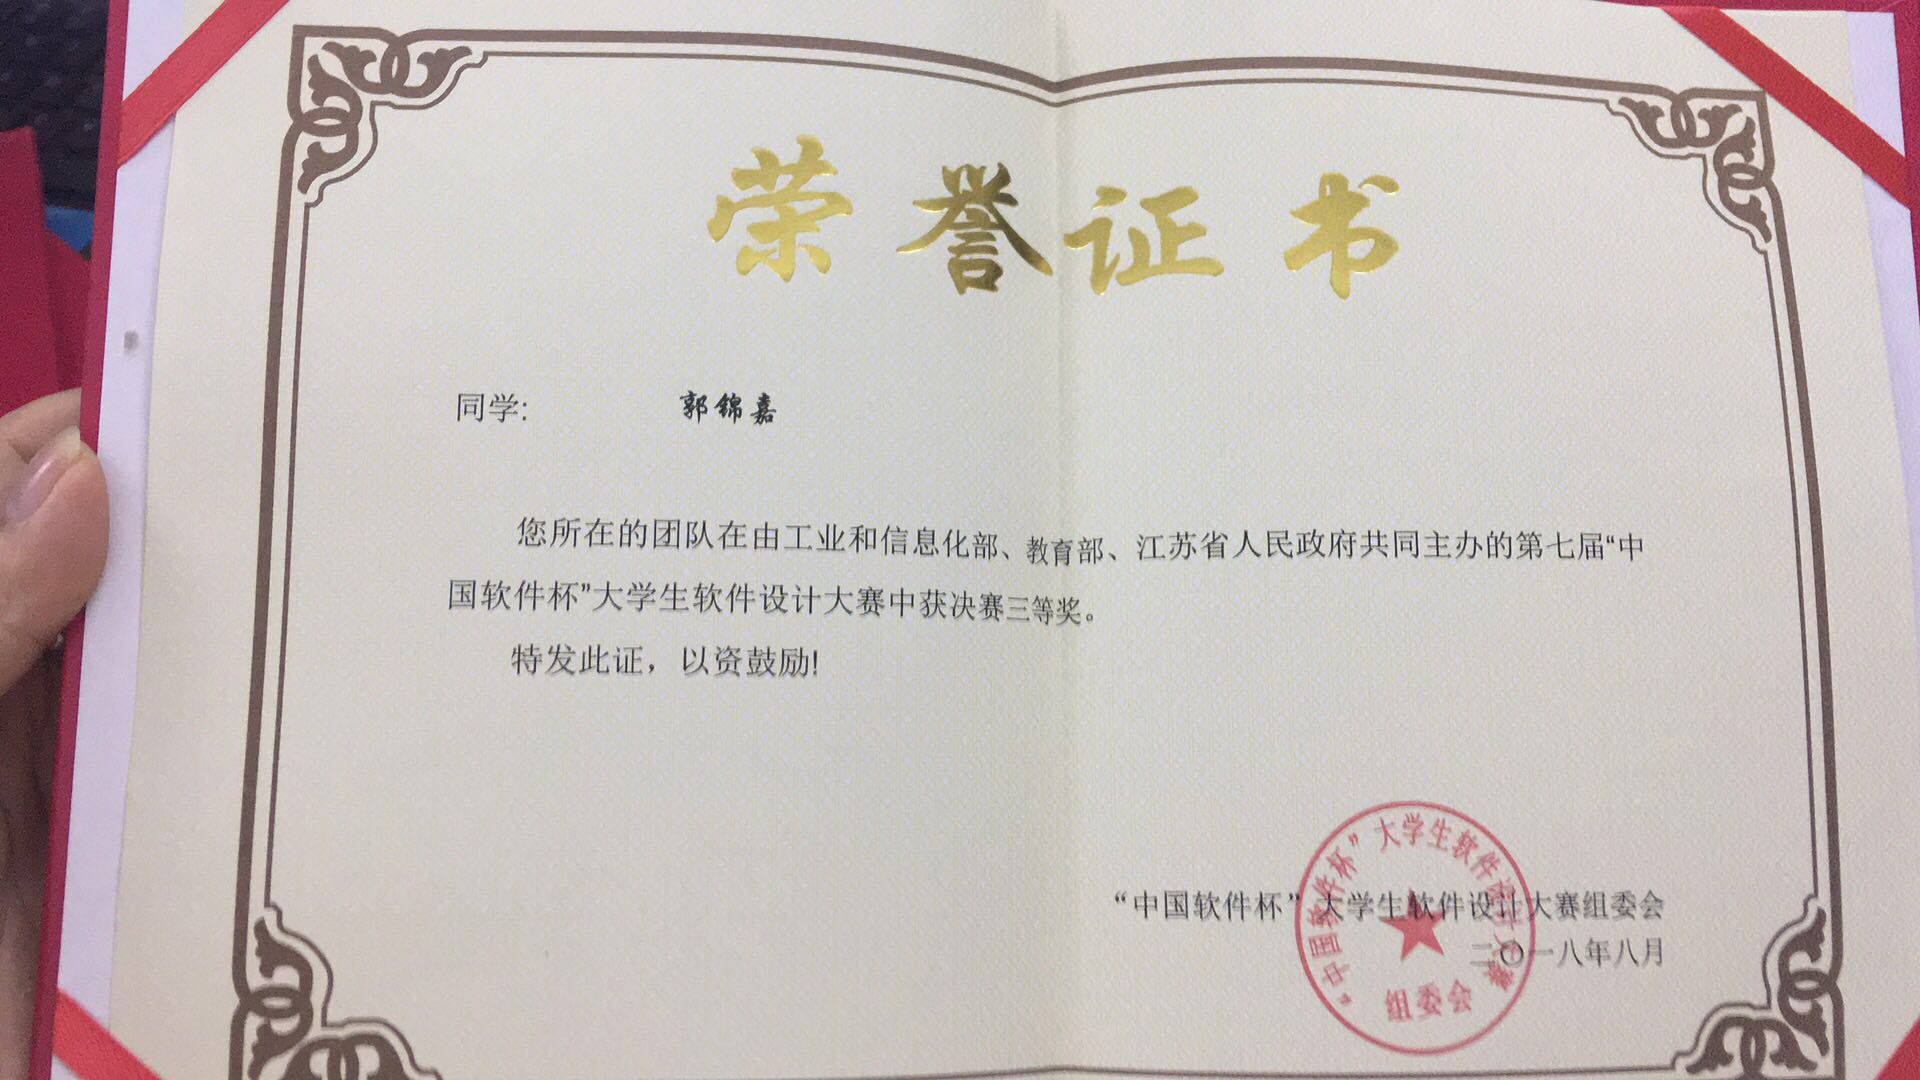 荣誉证书
同学: 郭锦嘉
您所在的团队在由工业和信息化部、教育部、江苏省人民政府共同主办的第七届“中
国软件杯”大学生软件设计大赛中获决赛三等奖。
特发此证，以资鼓励!
“中国软件杯”大学生软件设计大赛组委会
二〇一八年八月
“中国软件杯”大学生软件设计大赛
组委会